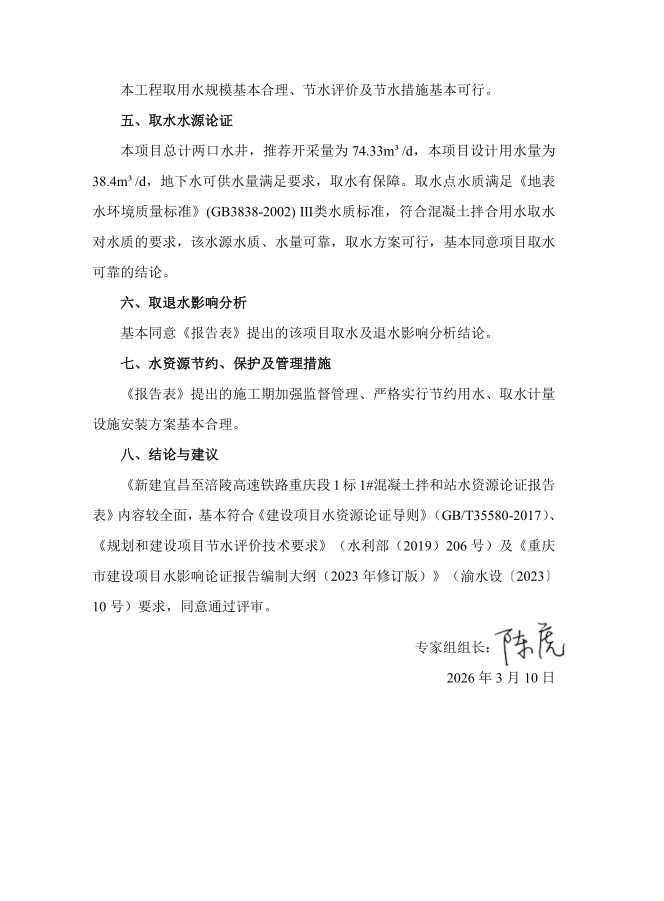 本工程取用水规模基本合理、节水评价及节水措施基本可行。
五、取水水源论证
本项目总计两口水井，推荐开采量为 74.33m³ /d，本项目设计用水量为
38.4m³ /d，地下水可供水量满足要求，取水有保障。取水点水质满足《地表
水环境质量标准》(GB3838-2002) III类水质标准，符合混凝土拌合用水取水
对水质的要求，该水源水质、水量可靠，取水方案可行，基本同意项目取水
可靠的结论。
六、取退水影响分析
基本同意《报告表》提出的该项目取水及退水影响分析结论。
七、水资源节约、保护及管理措施
《报告表》提出的施工期加强监督管理、严格实行节约用水、取水计量
设施安装方案基本合理。
八、结论与建议
《新建宜昌至涪陵高速铁路重庆段 1 标 1#混凝土拌和站水资源论证报告
表》内容较全面，基本符合《建设项目水资源论证导则》（GB/T35580-2017）、
《规划和建设项目节水评价技术要求》（水利部（2019）206 号）及《重庆
市建设项目水影响论证报告编制大纲（2023 年修订版）》（渝水设〔2023〕
10 号）要求，同意通过评审。
专家组组长：陈虎
2026 年 3 月 10 日